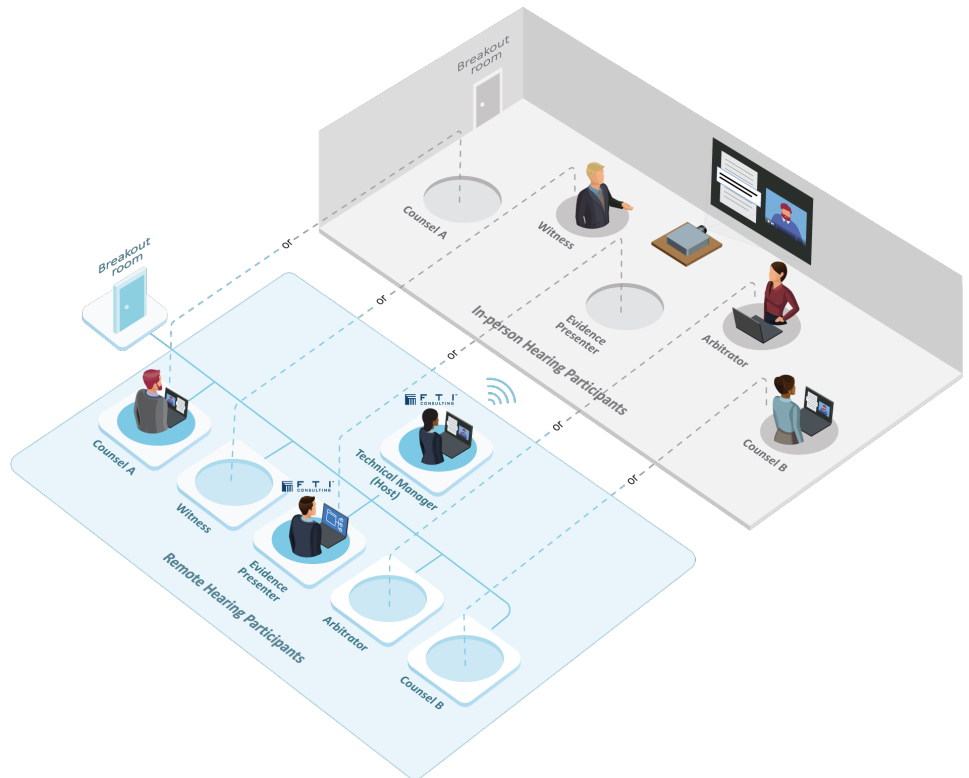 Breakout
room
Counsel A
Witness
Evidence
Presenter
In-person Hearing Participants
Arbitrator
Counsel B
or
or
or
or
or
Breakout
room
Counsel A
Witness
FTI
CONSULTING
Evidence
Presenter
FTI
CONSULTING
Technical Manager
(Host)
Arbitrator
Counsel B
Remote Hearing Participants